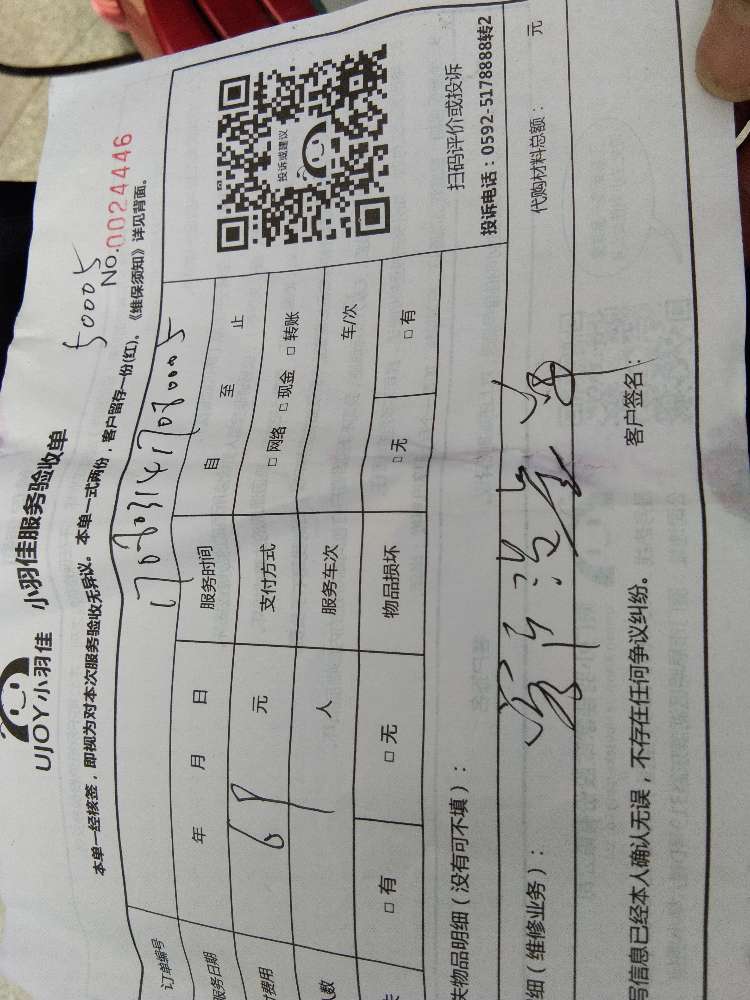 UJOY小羽佳 小羽佳服务验收单
50005
No.0024446
本单一经核签，即视为对本次服务验收无异议。本单一式两份，客户留存一份(红)。《维保须知》详见背面。
订单编号
服务日期 年 月 日 服务时间 自 至 止
费用 元 支付方式 □网络 □现金 □转账
人数 人 服务车次 车/次
□有 □无 物品损坏 □无 □有
投诉或建议
扫码评价或投诉
投诉电话：0592-5178888转2
失物品明细（没有可不填）：
细（维修业务）： 代购材料总额： 元
写信息已经本人确认无误，不存在任何争议纠纷。 客户签名：